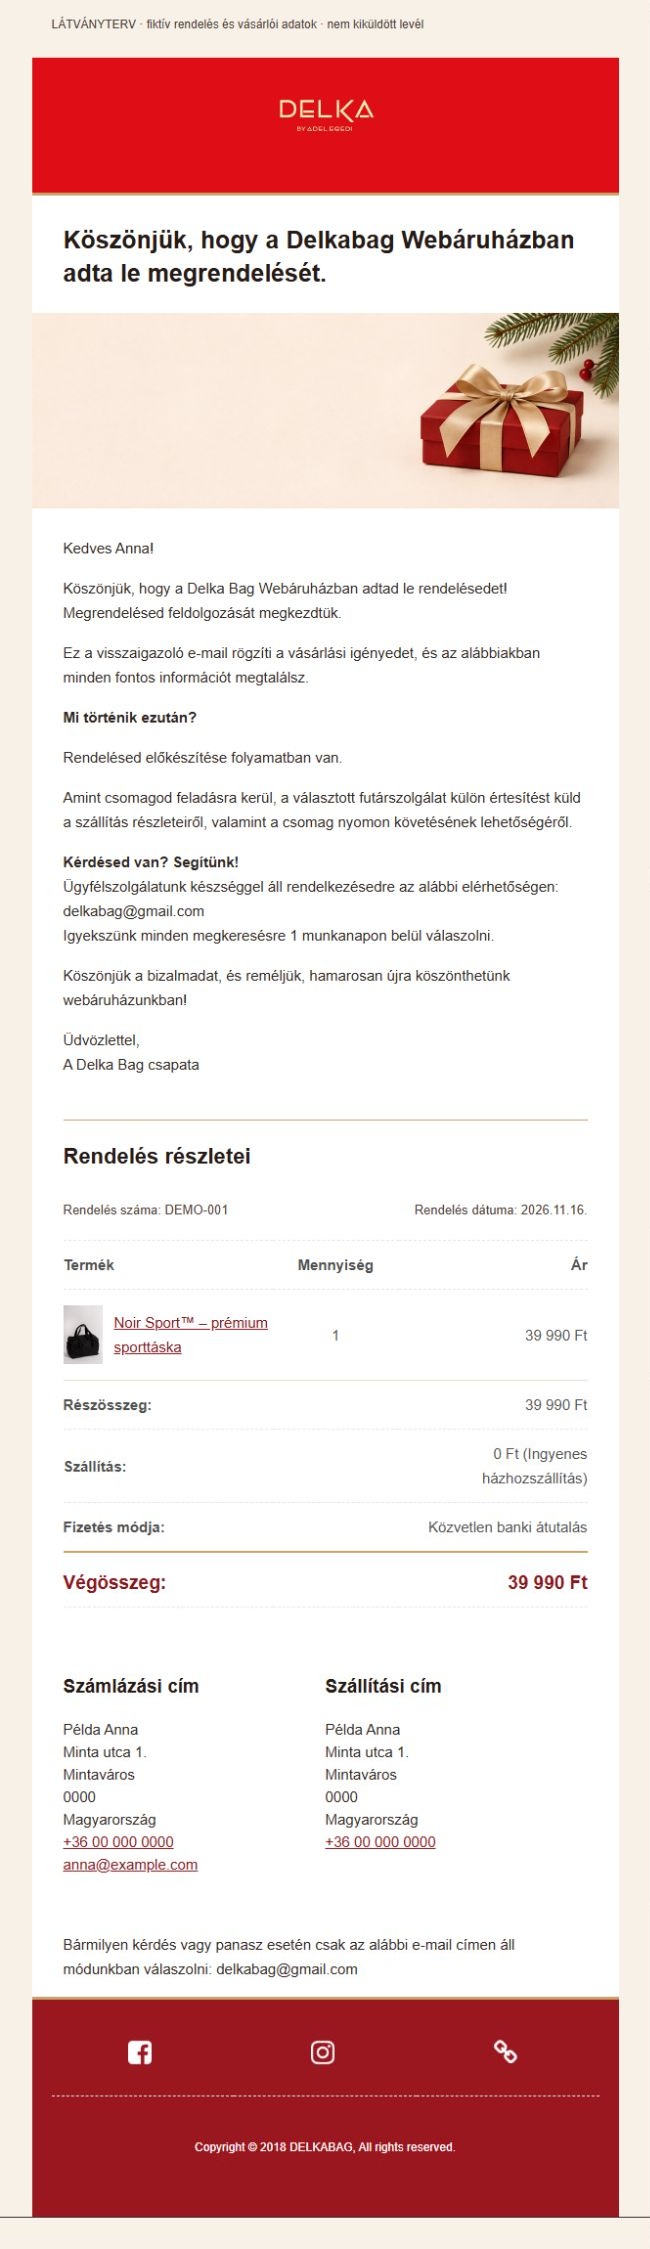 LÁTVÁNYTERV · fiktív rendelés és vásárlói adatok · nem kiküldött levél
DELKA
BY ADEL EGEDI
Köszönjük, hogy a Delkabag Webáruházban
adta le megrendelését.
Kedves Anna!
Köszönjük, hogy a Delka Bag Webáruházban adtad le rendelésedet!
Megrendelésed feldolgozását megkezdtük.
Ez a visszaigazoló e-mail rögzíti a vásárlási igényedet, és az alábbiakban
minden fontos információt megtalálsz.
Mi történik ezután?
Rendelésed előkészítése folyamatban van.
Amint csomagod feladásra kerül, a választott futárszolgálat külön értesítést küld
a szállítás részleteiről, valamint a csomag nyomon követésének lehetőségéről.
Kérdésed van? Segítünk!
Ügyfélszolgálatunk készséggel áll rendelkezésedre az alábbi elérhetőségen:
delkabag@gmail.com
Igyekszünk minden megkeresésre 1 munkanapon belül válaszolni.
Köszönjük a bizalmadat, és reméljük, hamarosan újra köszönthetünk
webáruházunkban!
Üdvözlettel,
A Delka Bag csapata
Rendelés részletei
Rendelés száma: DEMO-001 Rendelés dátuma: 2026.11.16.
Termék Mennyiség Ár
Noir Sport™ – prémium
sporttáska 1 39 990 Ft
Részösszeg: 39 990 Ft
Szállítás: 0 Ft (Ingyenes
házhozszállítás)
Fizetés módja: Közvetlen banki átutalás
Végösszeg: 39 990 Ft
Számlázási cím
Példa Anna
Minta utca 1.
Mintaváros
0000
Magyarország
+36 00 000 0000
anna@example.com
Szállítási cím
Példa Anna
Minta utca 1.
Mintaváros
0000
Magyarország
+36 00 000 0000
Bármilyen kérdés vagy panasz esetén csak az alábbi e-mail címen áll
módunkban válaszolni: delkabag@gmail.com
Copyright © 2018 DELKABAG, All rights reserved.